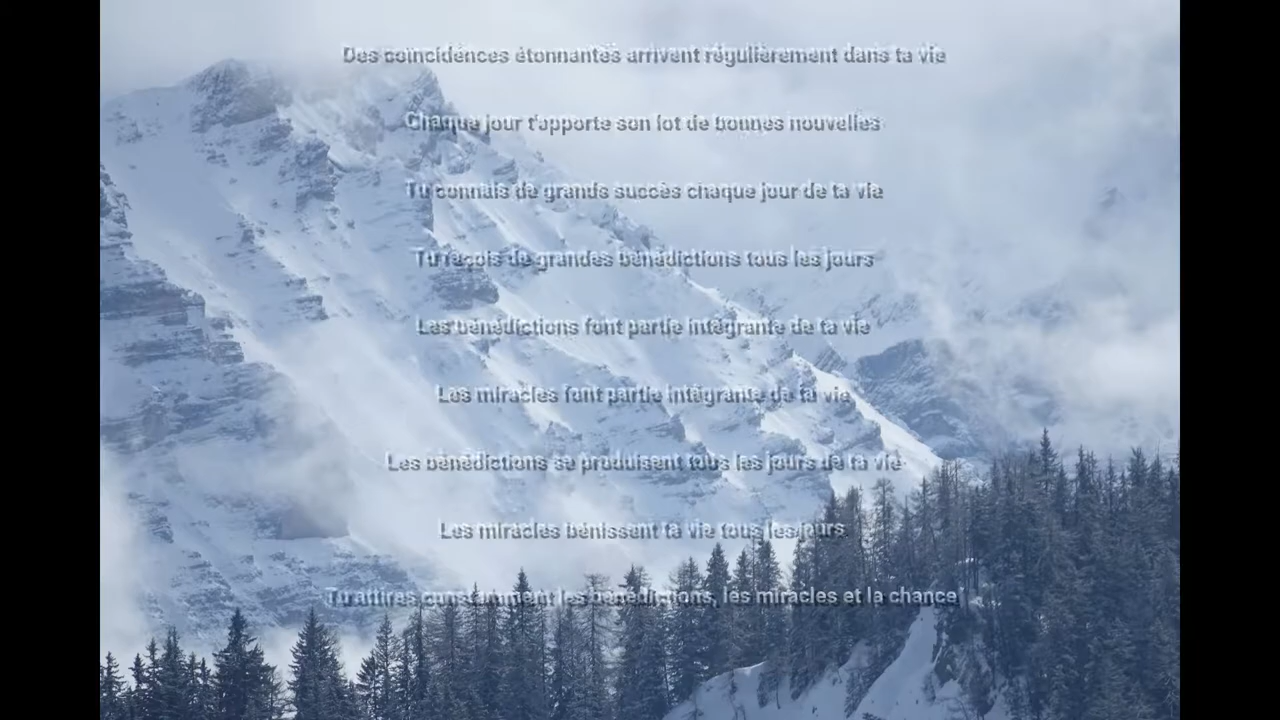 Des coincidences étonnantes arrivent régulièrement dans ta vie
Chaque jour t'apporte son lot de bonnes nouvelles
Tu connais de grands succès chaque jour de ta vie
Tu reçois de grandes bénédictions tous les jours
Les bénédictions font partie intégrante de ta vie
Les miracles font partie intégrante de ta vie
Les bénédictions se produisent tous les jours de ta vie
Les miracles bénissent ta vie tous les jours
Tu attires constamment les bénédictions, les miracles et la chance